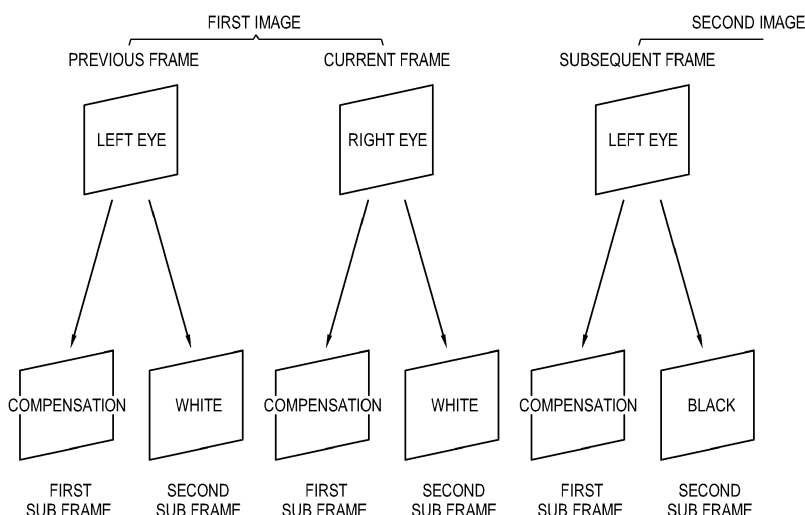 FIRST IMAGE
SECOND IMAGE
PREVIOUS FRAME
CURRENT FRAME
SUBSEQUENT FRAME
LEFT EYE
RIGHT EYE
LEFT EYE
COMPENSATION
WHITE
COMPENSATION
WHITE
COMPENSATION
BLACK
FIRST
SUB FRAME
SECOND
SUB FRAME
FIRST
SUB FRAME
SECOND
SUB FRAME
FIRST
SUB FRAME
SECOND
SUB FRAME